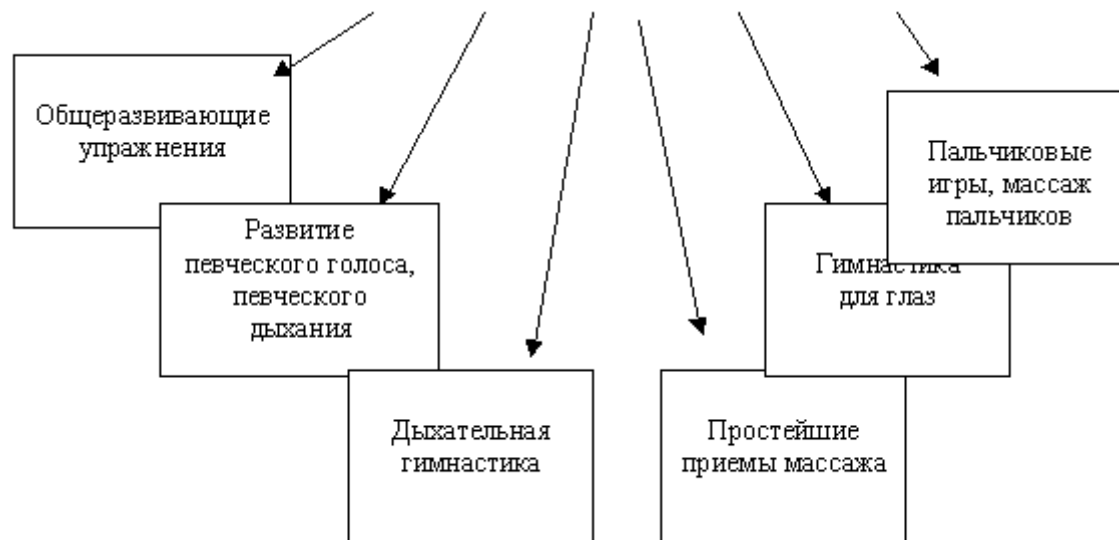 Общеразвивающие
упражнения
Развитие
певческого голоса,
певческого
дыхания
Дыхательная
гимнастика
Простейшие
приемы массажа
Гимнастика
для глаз
Пальчиковые
игры, массаж
пальчиков